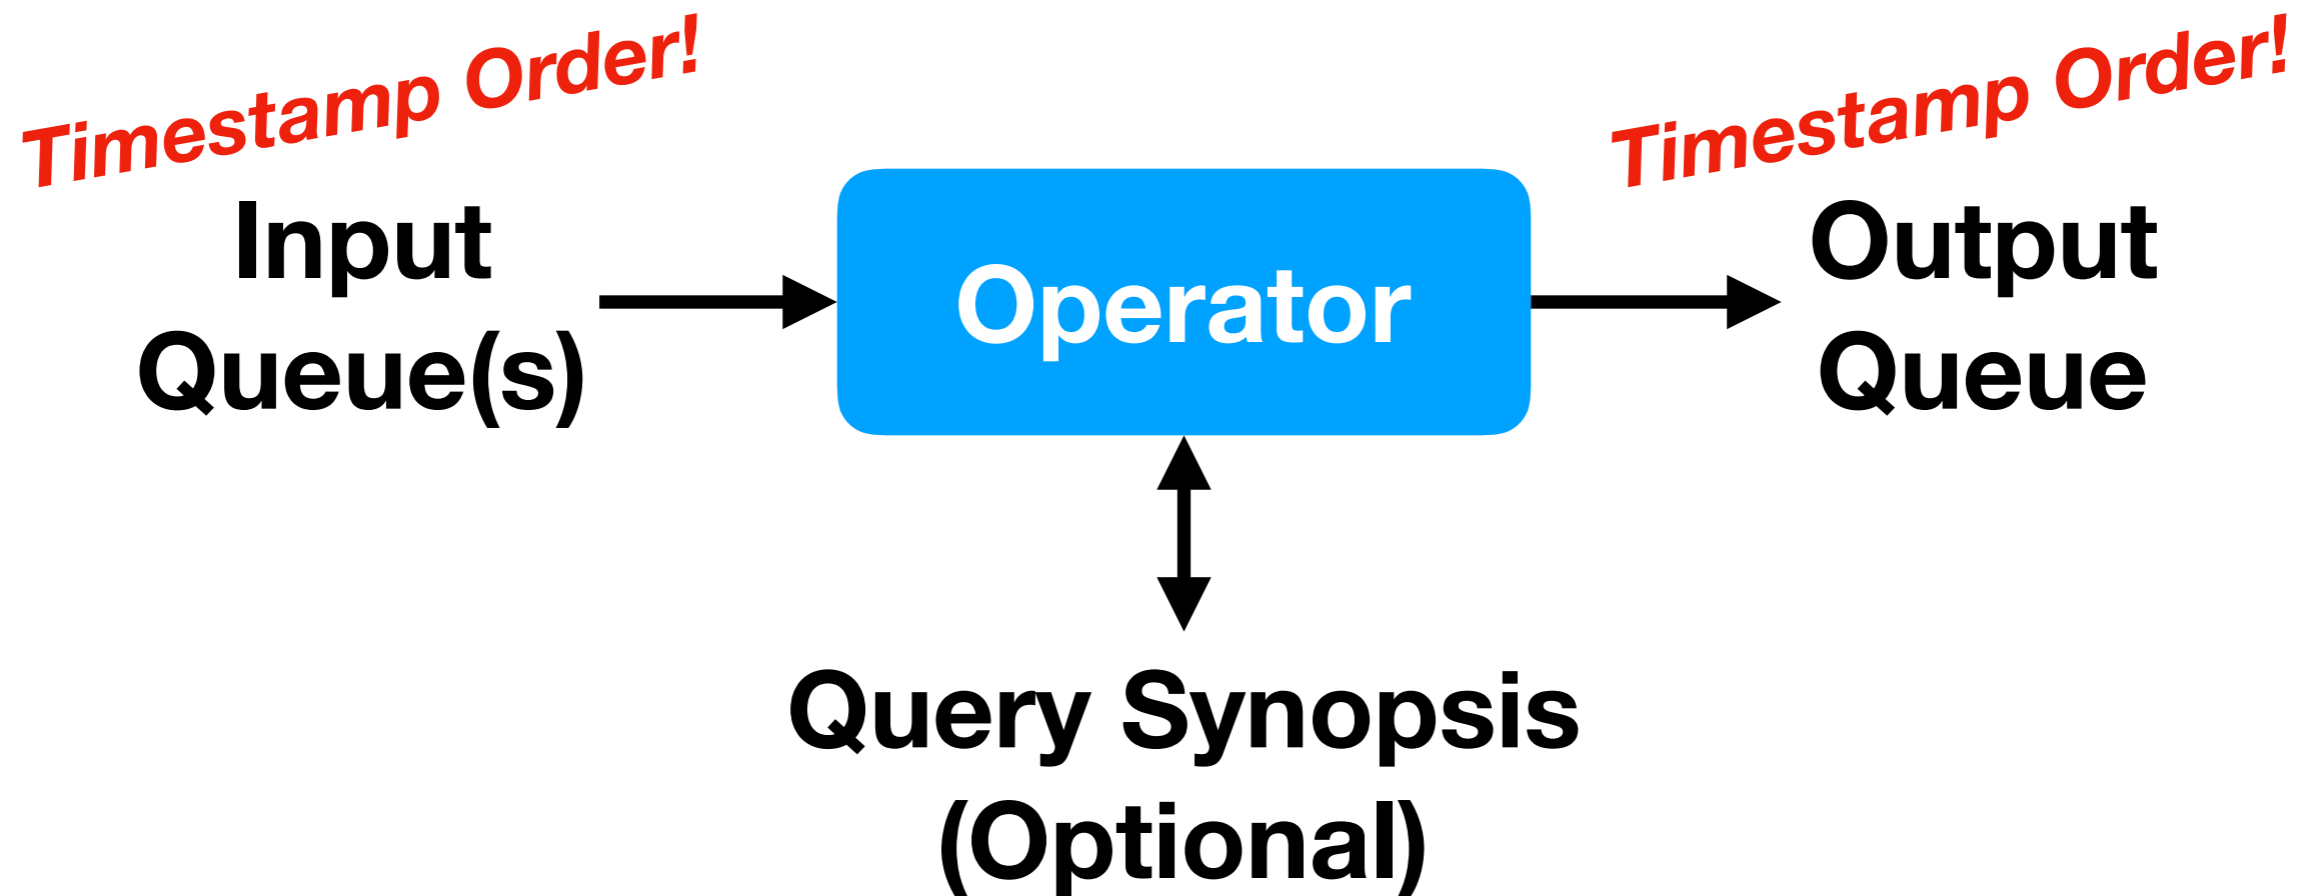 Timestamp Order!
Timestamp Order!
Input
Queue(s)
Operator
Output
Queue
Query Synopsis
(Optional)